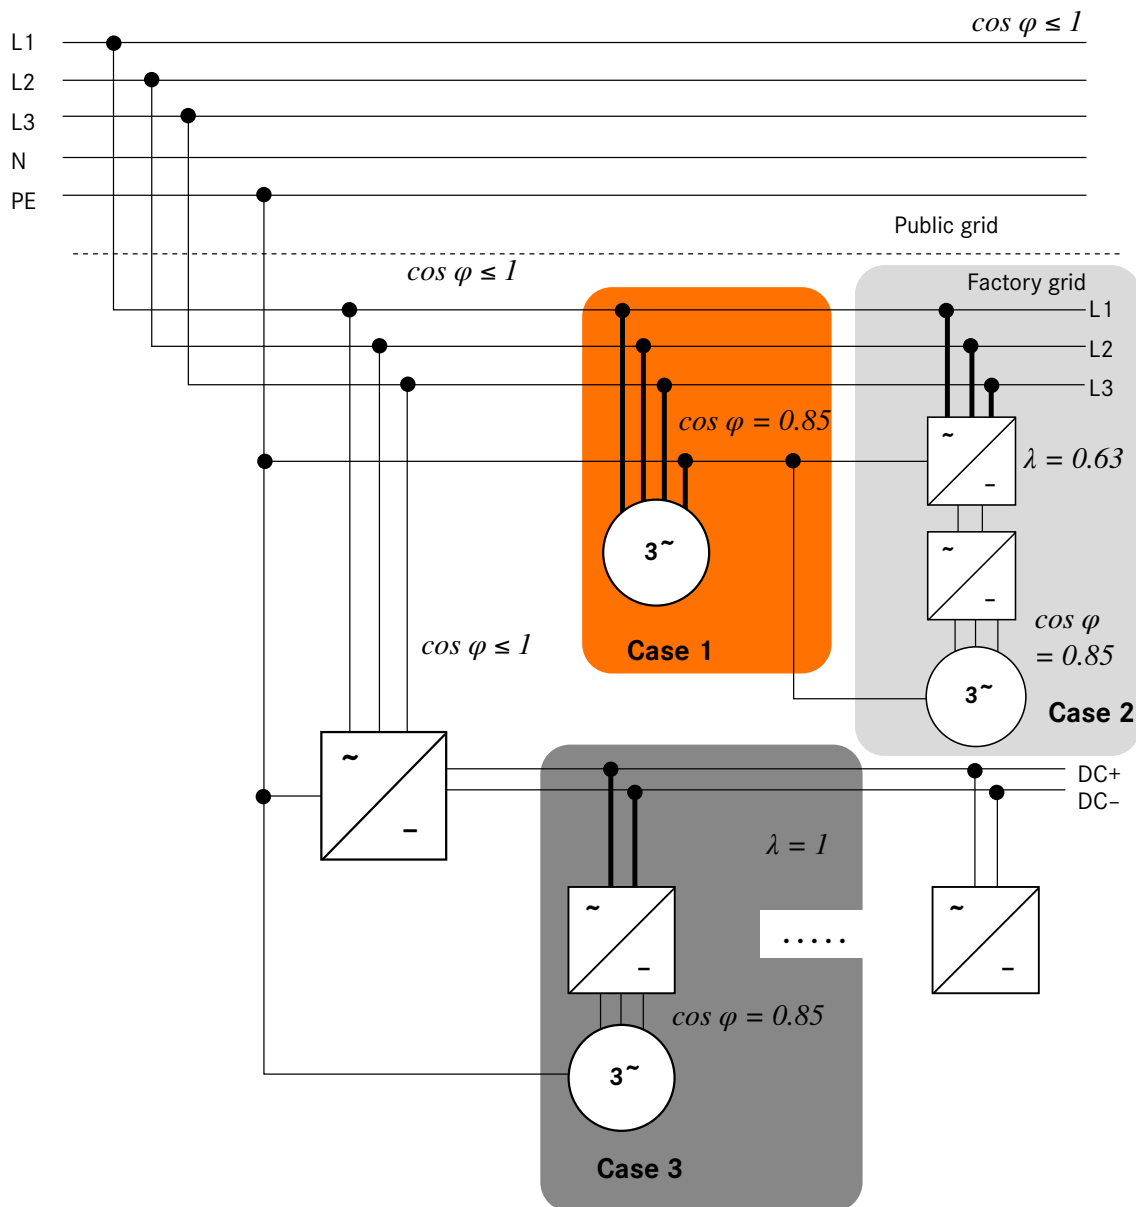 cos φ ≤ 1
L1
L2
L3
N
PE
Public grid
cos φ ≤ 1
Factory grid
L1
L2
L3
cos φ = 0.85
~
–
λ = 0.63
3~
~
–
cos φ
= 0.85
cos φ ≤ 1
Case 1
3~
Case 2
~
–
DC+
DC–
λ = 1
~
–
.....
~
–
cos φ = 0.85
3~
Case 3